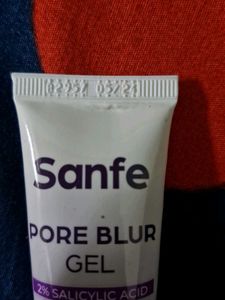 Sanfe
PORE BLUR
GEL
2% SALICYLIC ACID